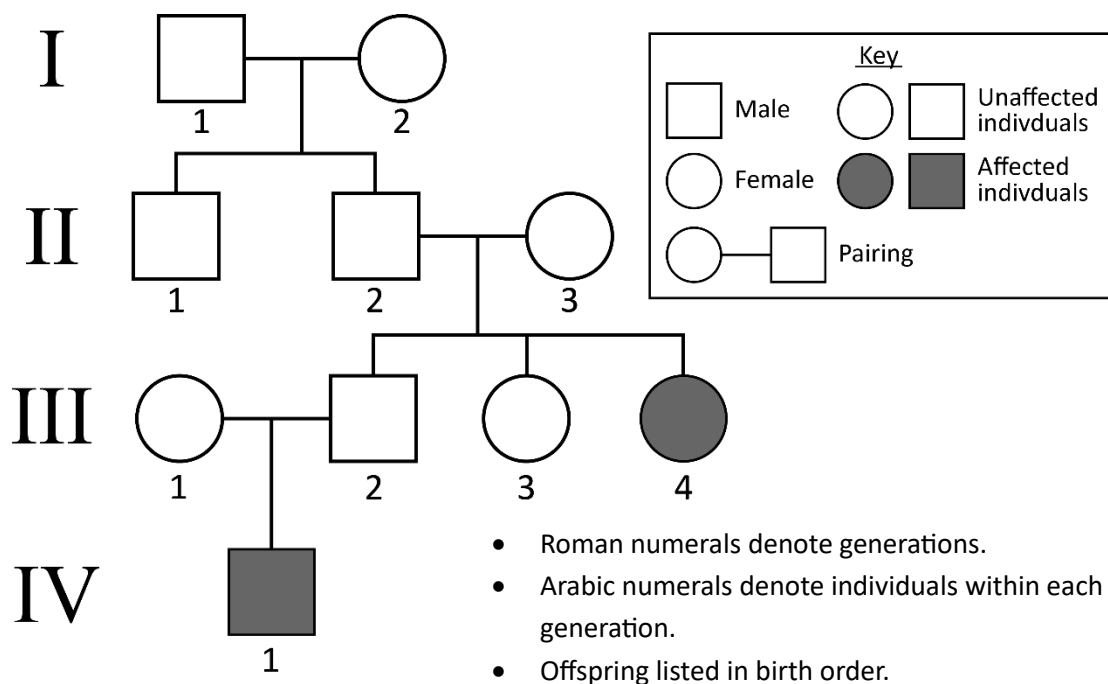 I
1 2
Key
Male
Unaffected
indivduals
Female
Affected
indivduals
Pairing
II
1 2 3
III
1 2 3 4
IV
1
• Roman numerals denote generations.
• Arabic numerals denote individuals within each
generation.
• Offspring listed in birth order.